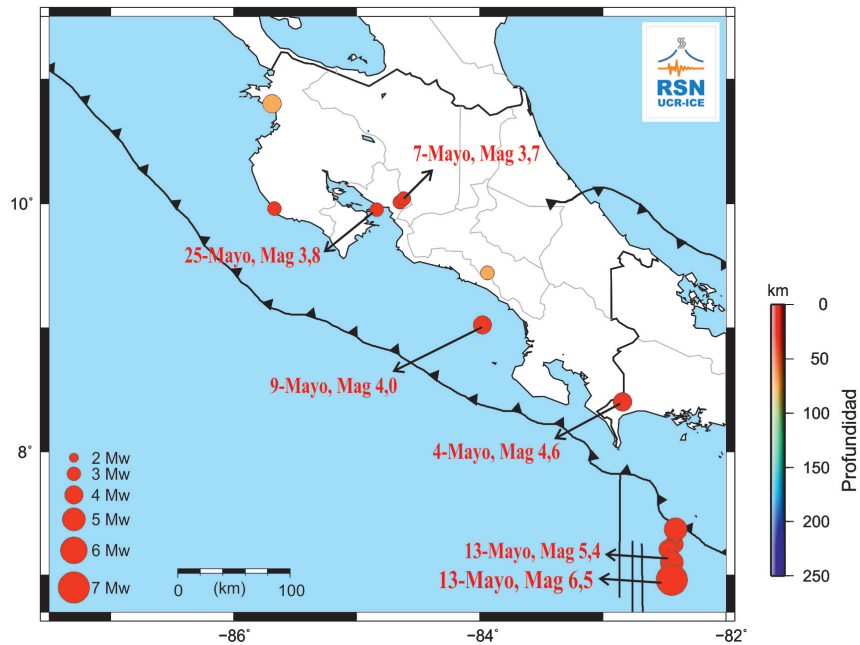 RSN
UCR-ICE
7-Mayo, Mag 3,7
10°
25-Mayo, Mag 3,8
km
0
50
100
150
200
250
Profundidad
9-Mayo, Mag 4,0
4-Mayo, Mag 4,6
8°
2 Mw
3 Mw
4 Mw
5 Mw
6 Mw
7 Mw
13-Mayo, Mag 5,4
13-Mayo, Mag 6,5
0 (km) 100
−86° −84° −82°